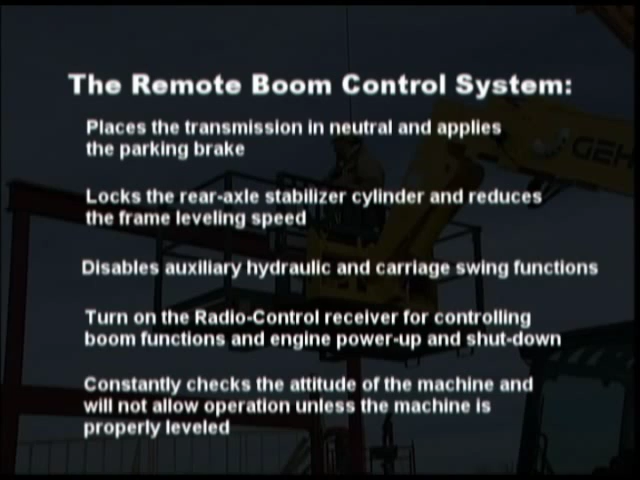 The Remote Boom Control System:
Places the transmission in neutral and applies
the parking brake
Locks the rear-axle stabilizer cylinder and reduces
the frame leveling speed
Disables auxiliary hydraulic and carriage swing functions
Turn on the Radio-Control receiver for controlling
boom functions and engine power-up and shut-down
Constantly checks the attitude of the machine and
will not allow operation unless the machine is
properly leveled